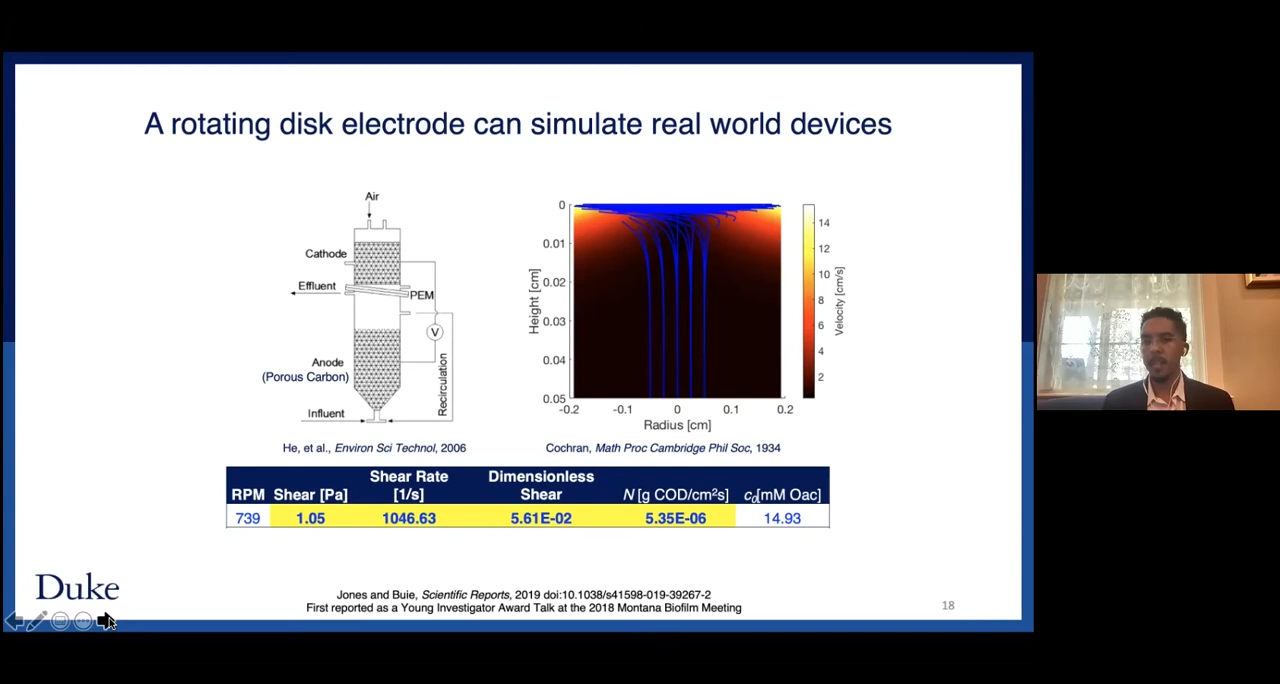 A rotating disk electrode can simulate real world devices
Air
Cathode
Effluent
PEM
V
Anode
(Porous Carbon)
Recirculation
Influent
He, et al., Environ Sci Technol, 2006
0
0.01
0.02
0.03
0.04
0.05
Height [cm]
-0.2 -0.1 0 0.1 0.2
Radius [cm]
14
12
10
8
6
4
2
Velocity [cm/s]
Cochran, Math Proc Cambridge Phil Soc, 1934
RPM Shear [Pa] Shear Rate [1/s] Dimensionless Shear N [g COD/cm²s] c₀[mM Oac]
739 1.05 1046.63 5.61E-02 5.35E-06 14.93
Duke
Jones and Buie, Scientific Reports, 2019 doi:10.1038/s41598-019-39267-2
First reported as a Young Investigator Award Talk at the 2018 Montana Biofilm Meeting
18